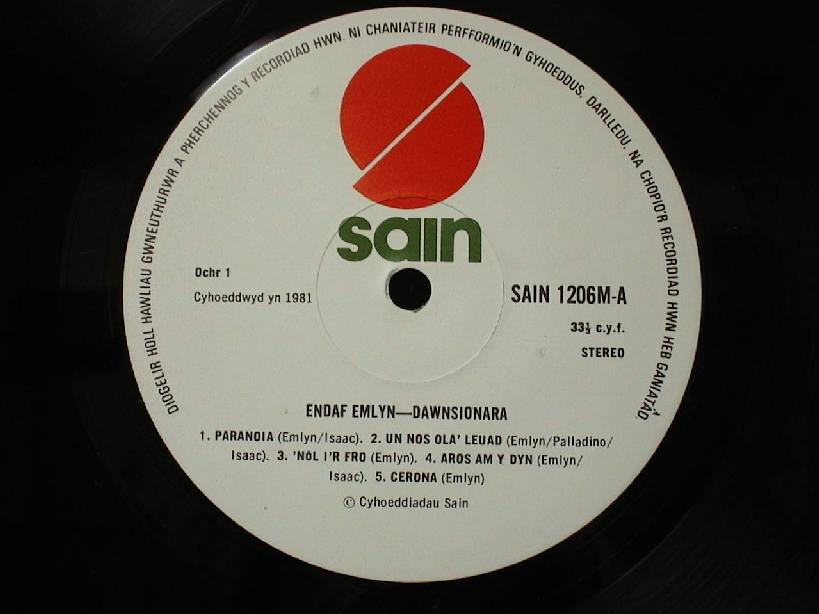 DIOGELIR HOLL HAWLIAU GWNEUTHURWR A PHERCHENNOG Y RECORDIAD HWN. NI CHANIATEIR PERFFORMIO'N GYHOEDDUS, DARLLEDU, NA CHOPIO'R RECORDIAD HWN HEB GANIATÂD.
sain
Ochr 1
Cyhoeddwyd yn 1981
SAIN 1206M-A
33⅓ c.y.f.
STEREO
ENDAF EMLYN—DAWNSIONARA
1. PARANOIA (Emlyn/Isaac). 2. UN NOS OLA' LEUAD (Emlyn/Palladino/
Isaac). 3. 'NÔL I'R FRO (Emlyn). 4. AROS AM Y DYN (Emlyn/
Isaac). 5. CERONA (Emlyn)
© Cyhoeddiadau Sain